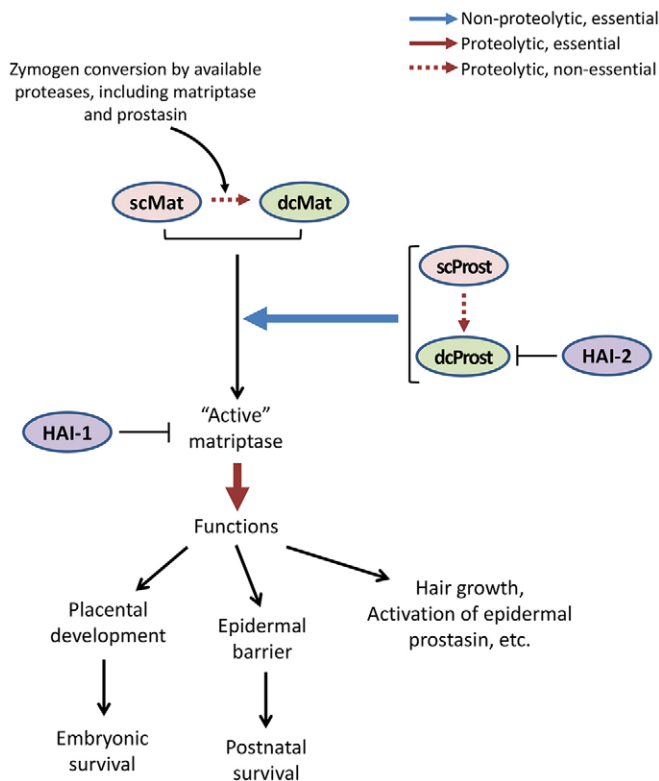 Non-proteolytic, essential
Proteolytic, essential
Proteolytic, non-essential
Zymogen conversion by available
proteases, including matriptase
and prostasin
scMat
dcMat
scProst
dcProst
HAI-2
“Active”
matriptase
HAI-1
Functions
Placental
development
Epidermal
barrier
Hair growth,
Activation of epidermal
prostasin, etc.
Embryonic
survival
Postnatal
survival